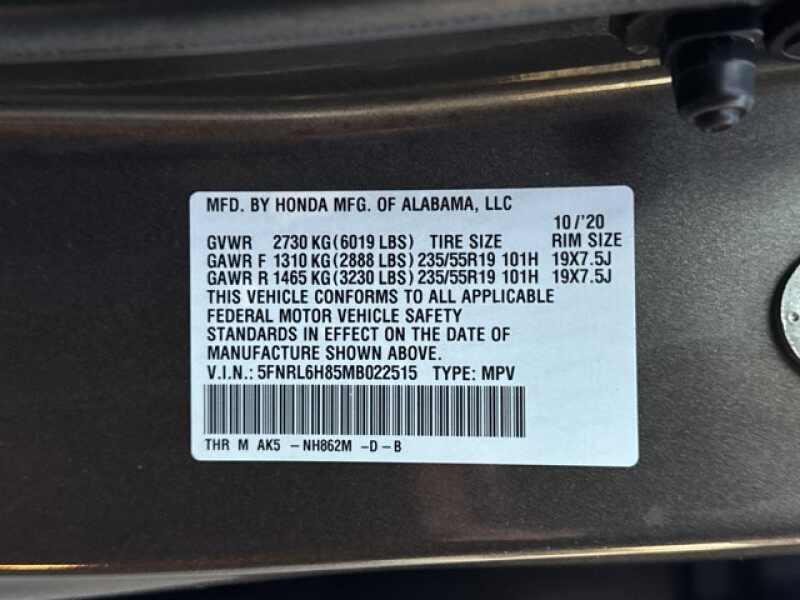 MFD. BY HONDA MFG. OF ALABAMA, LLC
10/'20
GVWR 2730 KG(6019 LBS) TIRE SIZE RIM SIZE
GAWR F 1310 KG(2888 LBS) 235/55R19 101H 19X7.5J
GAWR R 1465 KG(3230 LBS) 235/55R19 101H 19X7.5J
THIS VEHICLE CONFORMS TO ALL APPLICABLE
FEDERAL MOTOR VEHICLE SAFETY
STANDARDS IN EFFECT ON THE DATE OF
MANUFACTURE SHOWN ABOVE.
V.I.N.: 5FNRL6H85MB022515 TYPE: MPV
THR M AK5 -NH862M -D-B